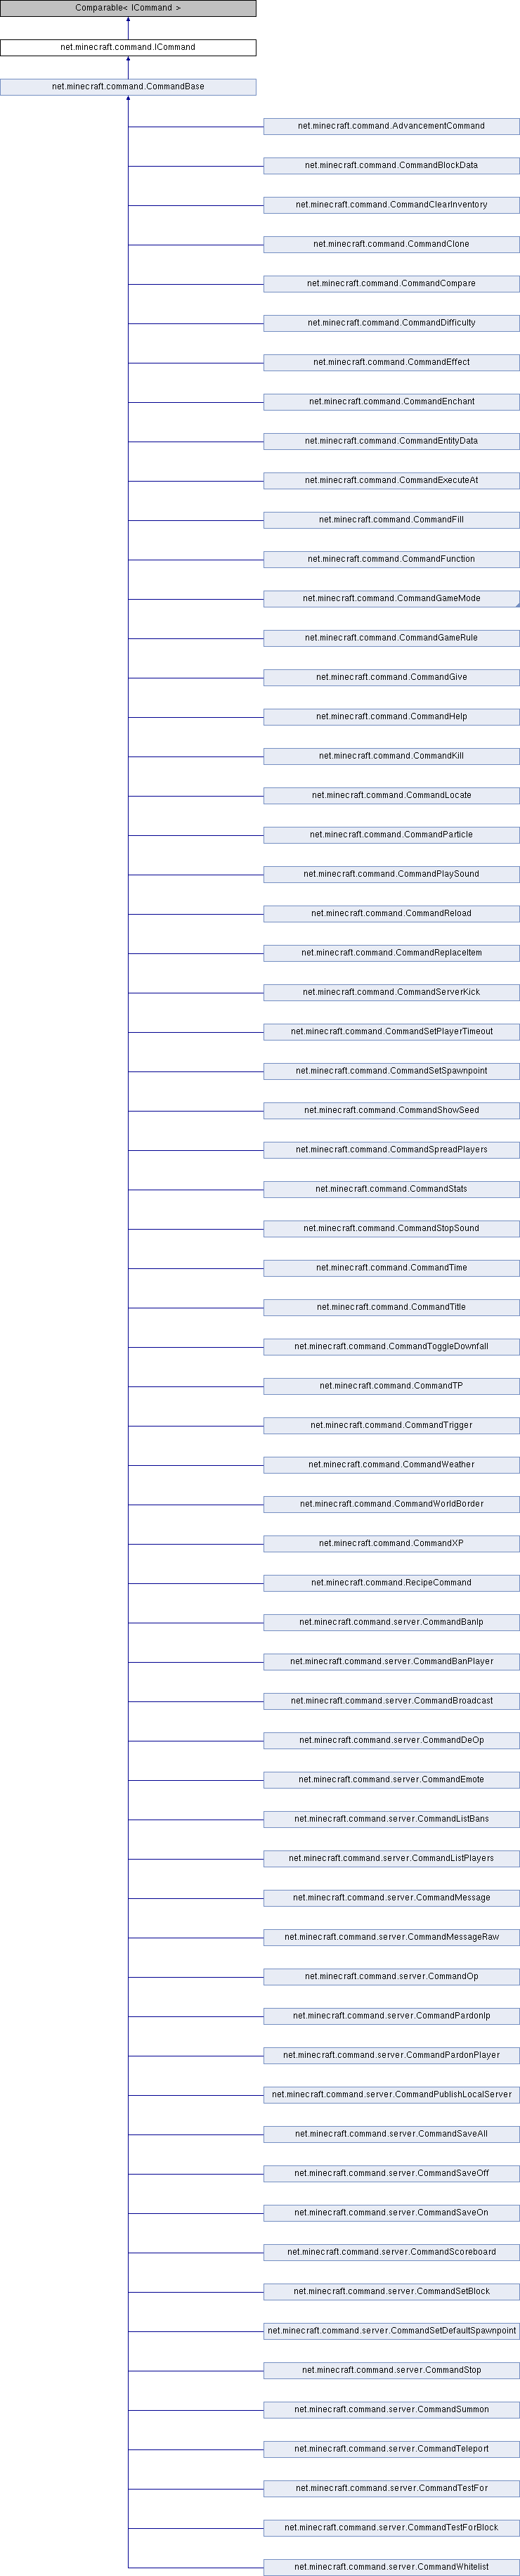 Comparable< ICommand >
net.minecraft.command.ICommand
net.minecraft.command.CommandBase
net.minecraft.command.AdvancementCommand
net.minecraft.command.CommandBlockData
net.minecraft.command.CommandClearInventory
net.minecraft.command.CommandClone
net.minecraft.command.CommandCompare
net.minecraft.command.CommandDifficulty
net.minecraft.command.CommandEffect
net.minecraft.command.CommandEnchant
net.minecraft.command.CommandEntityData
net.minecraft.command.CommandExecuteAt
net.minecraft.command.CommandFill
net.minecraft.command.CommandFunction
net.minecraft.command.CommandGameMode
net.minecraft.command.CommandGameRule
net.minecraft.command.CommandGive
net.minecraft.command.CommandHelp
net.minecraft.command.CommandKill
net.minecraft.command.CommandLocate
net.minecraft.command.CommandParticle
net.minecraft.command.CommandPlaySound
net.minecraft.command.CommandReload
net.minecraft.command.CommandReplaceItem
net.minecraft.command.CommandServerKick
net.minecraft.command.CommandSetPlayerTimeout
net.minecraft.command.CommandSetSpawnpoint
net.minecraft.command.CommandShowSeed
net.minecraft.command.CommandSpreadPlayers
net.minecraft.command.CommandStats
net.minecraft.command.CommandStopSound
net.minecraft.command.CommandTime
net.minecraft.command.CommandTitle
net.minecraft.command.CommandToggleDownfall
net.minecraft.command.CommandTP
net.minecraft.command.CommandTrigger
net.minecraft.command.CommandWeather
net.minecraft.command.CommandWorldBorder
net.minecraft.command.CommandXP
net.minecraft.command.RecipeCommand
net.minecraft.command.server.CommandBanIp
net.minecraft.command.server.CommandBanPlayer
net.minecraft.command.server.CommandBroadcast
net.minecraft.command.server.CommandDeOp
net.minecraft.command.server.CommandEmote
net.minecraft.command.server.CommandListBans
net.minecraft.command.server.CommandListPlayers
net.minecraft.command.server.CommandMessage
net.minecraft.command.server.CommandMessageRaw
net.minecraft.command.server.CommandOp
net.minecraft.command.server.CommandPardonIp
net.minecraft.command.server.CommandPardonPlayer
net.minecraft.command.server.CommandPublishLocalServer
net.minecraft.command.server.CommandSaveAll
net.minecraft.command.server.CommandSaveOff
net.minecraft.command.server.CommandSaveOn
net.minecraft.command.server.CommandScoreboard
net.minecraft.command.server.CommandSetBlock
net.minecraft.command.server.CommandSetDefaultSpawnpoint
net.minecraft.command.server.CommandStop
net.minecraft.command.server.CommandSummon
net.minecraft.command.server.CommandTeleport
net.minecraft.command.server.CommandTestFor
net.minecraft.command.server.CommandTestForBlock
net.minecraft.command.server.CommandWhitelist